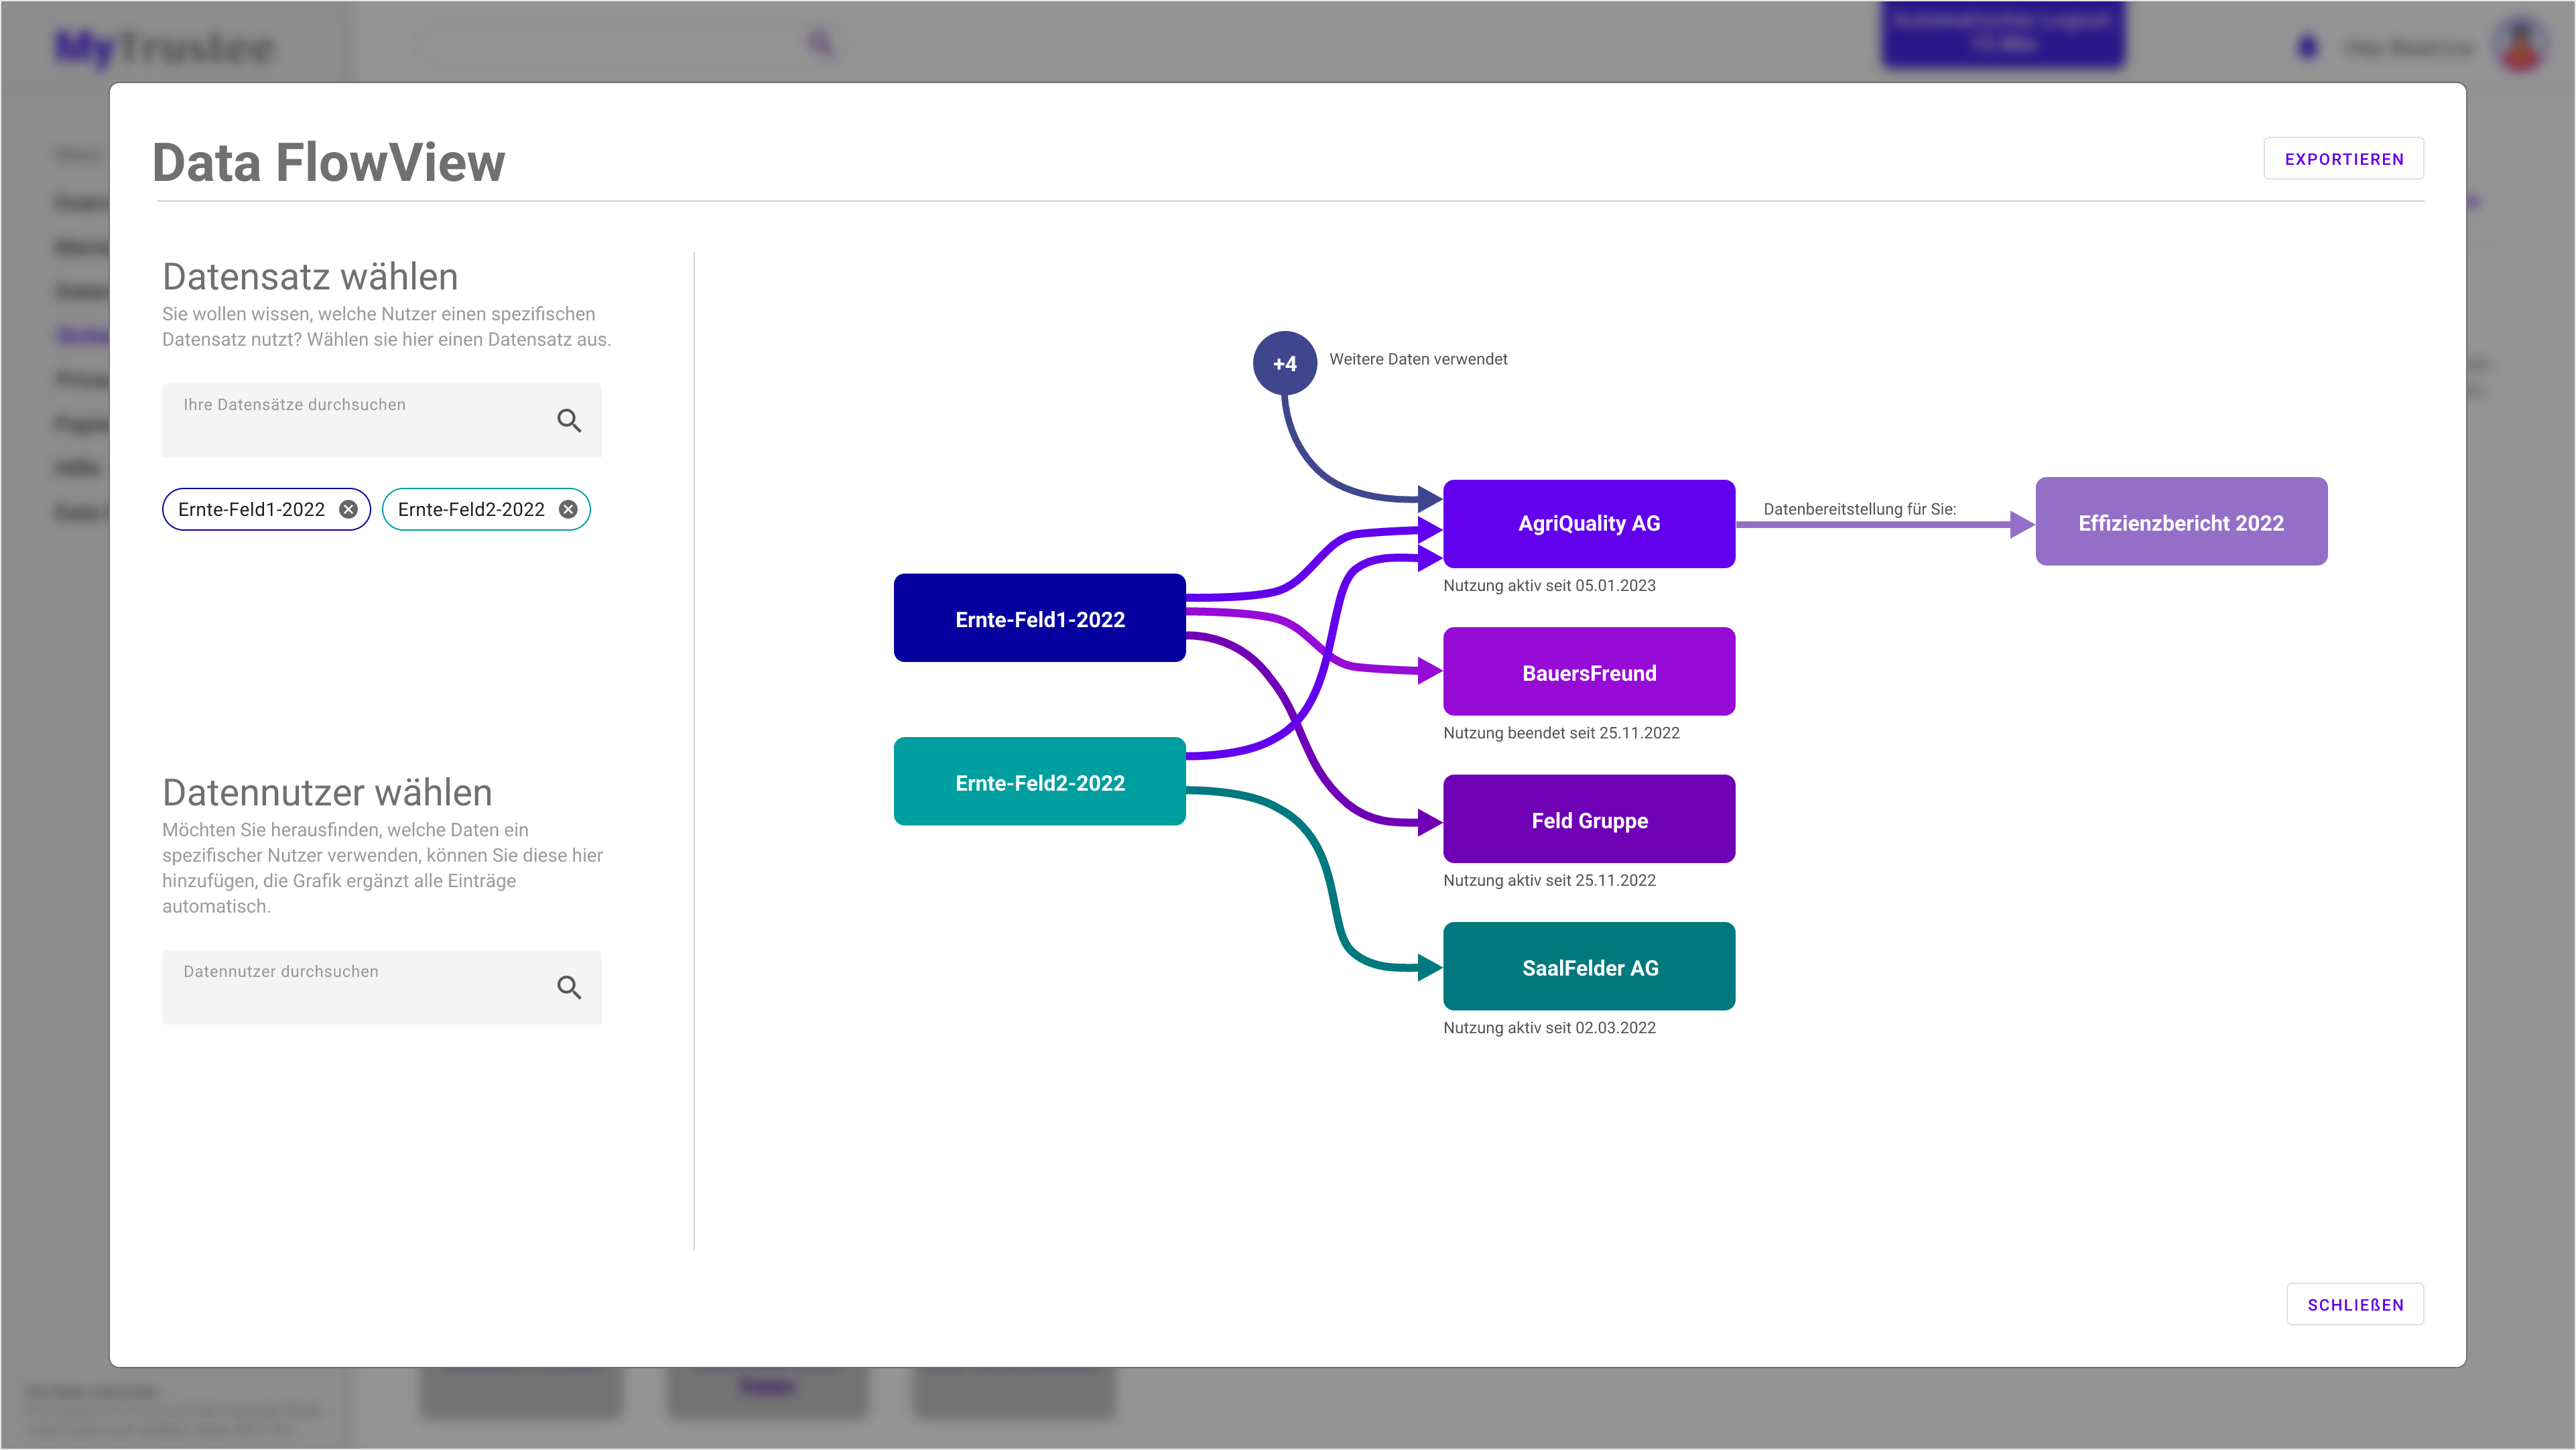 MyTrustee
Automatischer Logout
Hey Beatrice
Data FlowView
EXPORTIEREN
Datensatz wählen
Sie wollen wissen, welche Nutzer einen spezifischen
Datensatz nutzt? Wählen sie hier einen Datensatz aus.
Ihre Datensätze durchsuchen
Ernte-Feld1-2022
Ernte-Feld2-2022
Datennutzer wählen
Möchten Sie herausfinden, welche Daten ein
spezifischer Nutzer verwenden, können Sie diese hier
hinzufügen, die Grafik ergänzt alle Einträge
automatisch.
Datennutzer durchsuchen
+4
Weitere Daten verwendet
Ernte-Feld1-2022
Ernte-Feld2-2022
AgriQuality AG
Nutzung aktiv seit 05.01.2023
Datenbereitstellung für Sie:
Effizienzbericht 2022
BauersFreund
Nutzung beendet seit 25.11.2022
Feld Gruppe
Nutzung aktiv seit 25.11.2022
SaalFelder AG
Nutzung aktiv seit 02.03.2022
SCHLIEßEN
Daten